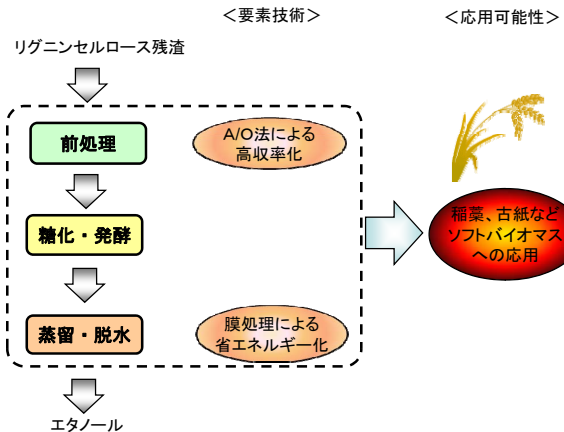 ＜要素技術＞
＜応用可能性＞
リグニンセルロース残渣
前処理
A/O法による
高収率化
糖化・発酵
稲藁、古紙など
ソフトバイオマス
への応用
蒸留・脱水
膜処理による
省エネルギー化
エタノール